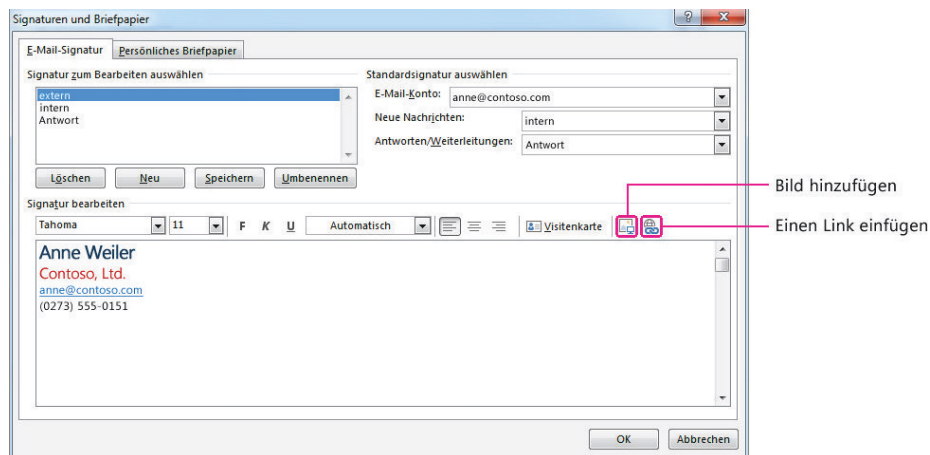 Signaturen und Briefpapier
E-Mail-Signatur Persönliches Briefpapier
Signatur zum Bearbeiten auswählen
extern
intern
Antwort
Löschen Neu Speichern Umbenennen
Standardsignatur auswählen
E-Mail-Konto: anne@contoso.com
Neue Nachrichten: intern
Antworten/Weiterleitungen: Antwort
Signatur bearbeiten
Tahoma 11 F K U Automatisch Visitenkarte
Bild hinzufügen
Einen Link einfügen
Anne Weiler
Contoso, Ltd.
anne@contoso.com
(0273) 555-0151
OK Abbrechen